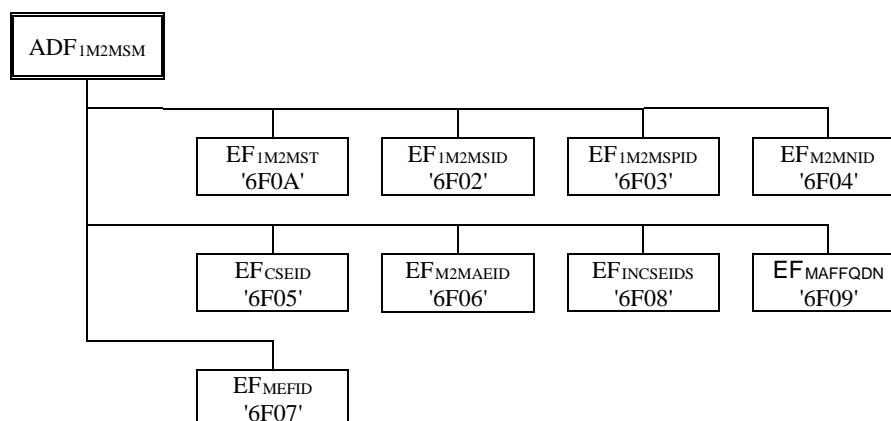 ADF1M2MSM
EF1M2MST
'6F0A'
EF1M2MSID
'6F02'
EF1M2MSPID
'6F03'
EFM2MNID
'6F04'
EFCSEID
'6F05'
EFM2MAEID
'6F06'
EFINCSEIDS
'6F08'
EFMAFFQDN
'6F09'
EFMEFID
'6F07'